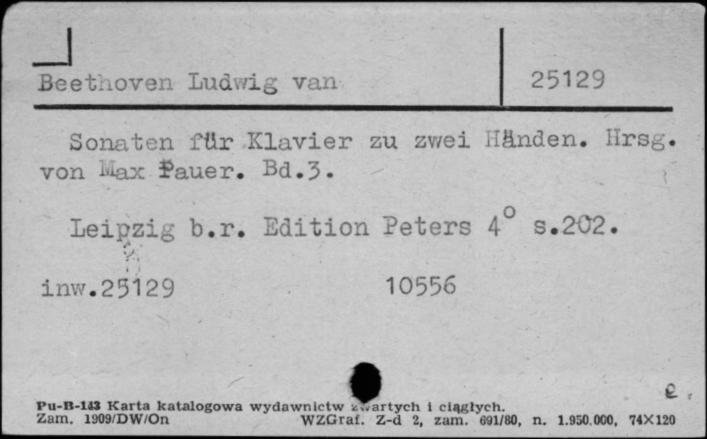 Beethoven Ludwig van 25129
Sonaten für Klavier zu zwei Händen. Hrsg.
von Max Pauer. Bd.3.
Leipzig b.r. Edition Peters 4° s.202.
inw.25129 10556
e.
Pu-B-143 Karta katalogowa wydawnictw zwartych i ciągłych.
Zam. 1909/DW/On WZGraf. Z-d 2, zam. 691/80, n. 1.950.000, 74X120